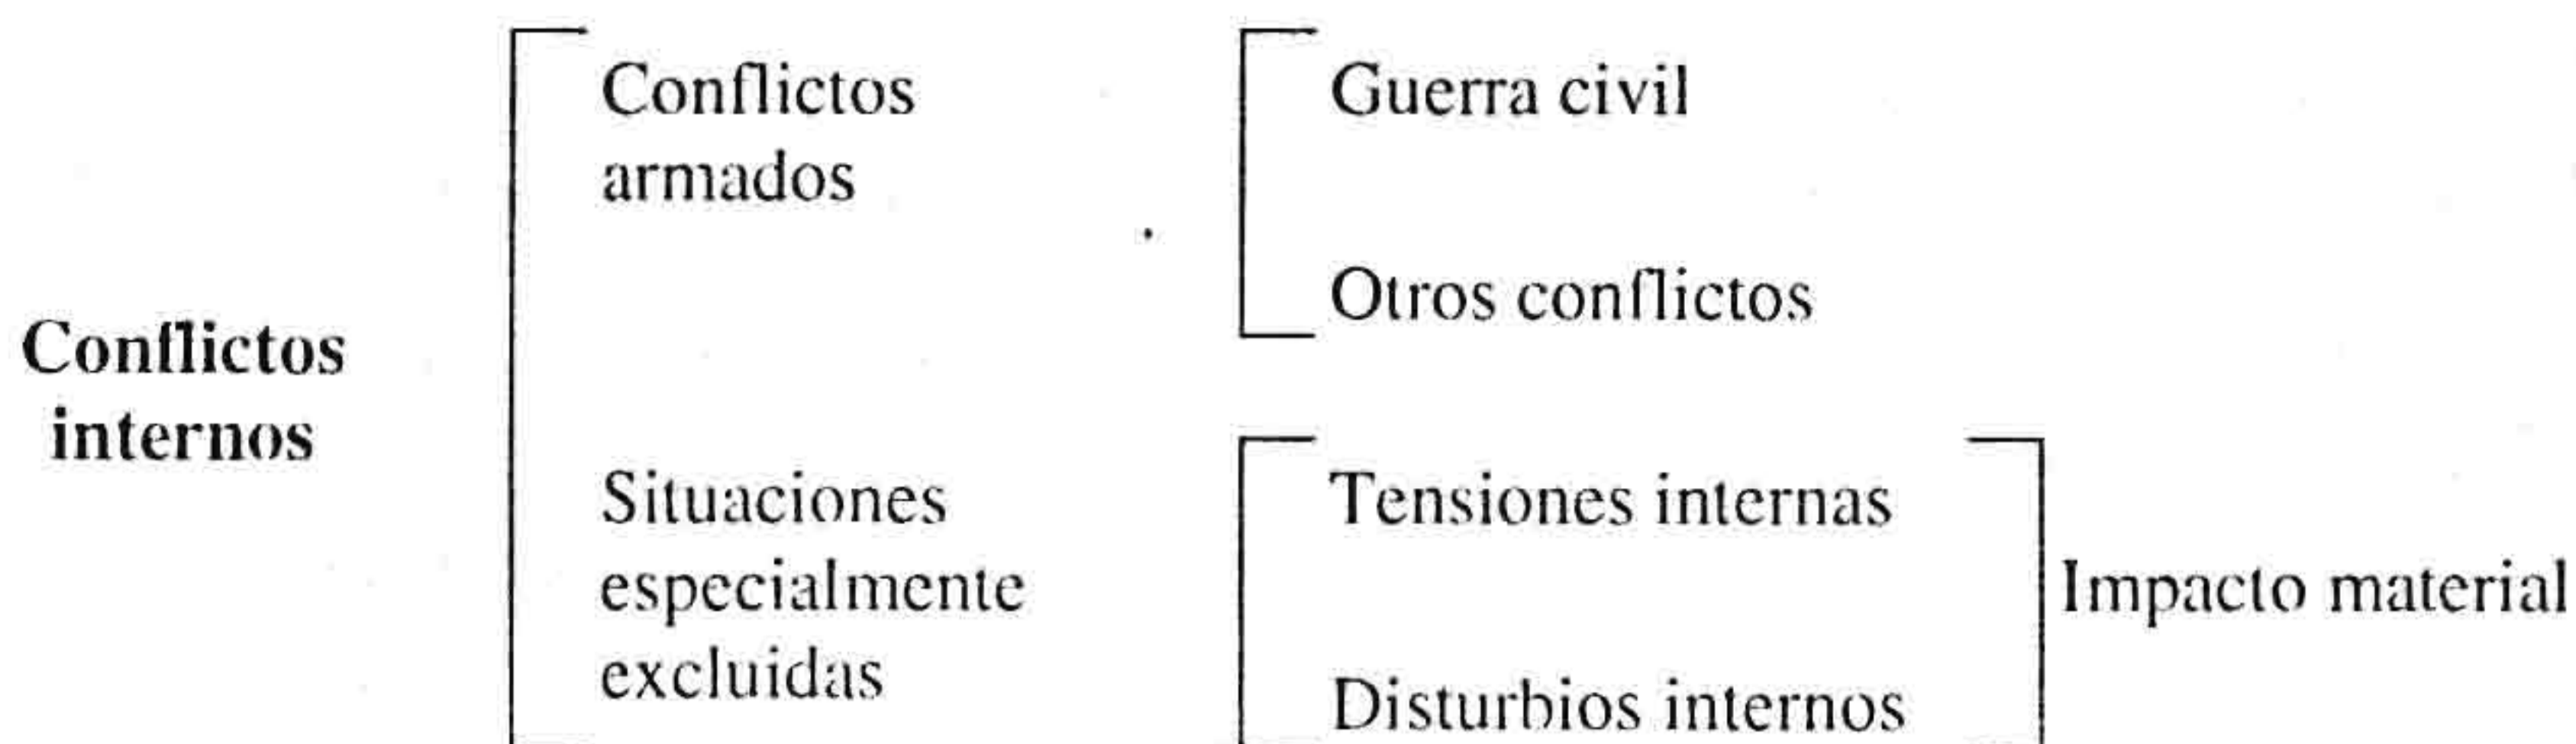 Conflictos
internos
Conflictos
armados
Guerra civil
Otros conflictos
Situaciones
especialmente
excluidas
Tensiones internas
Disturbios internos
Impacto material